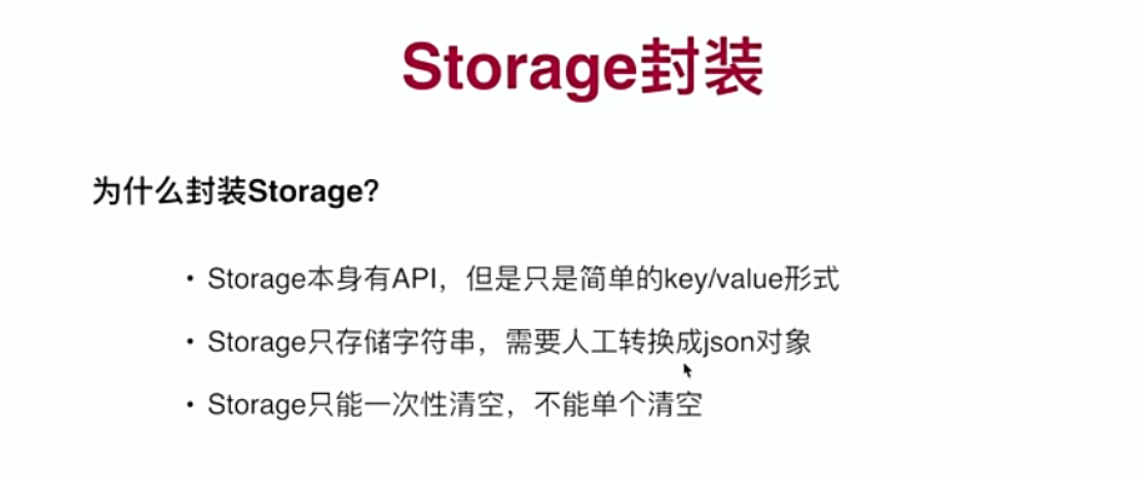 Storage封装
为什么封装Storage?
• Storage本身有API，但是只是简单的key/value形式
• Storage只存储字符串，需要人工转换成json对象
• Storage只能一次性清空，不能单个清空